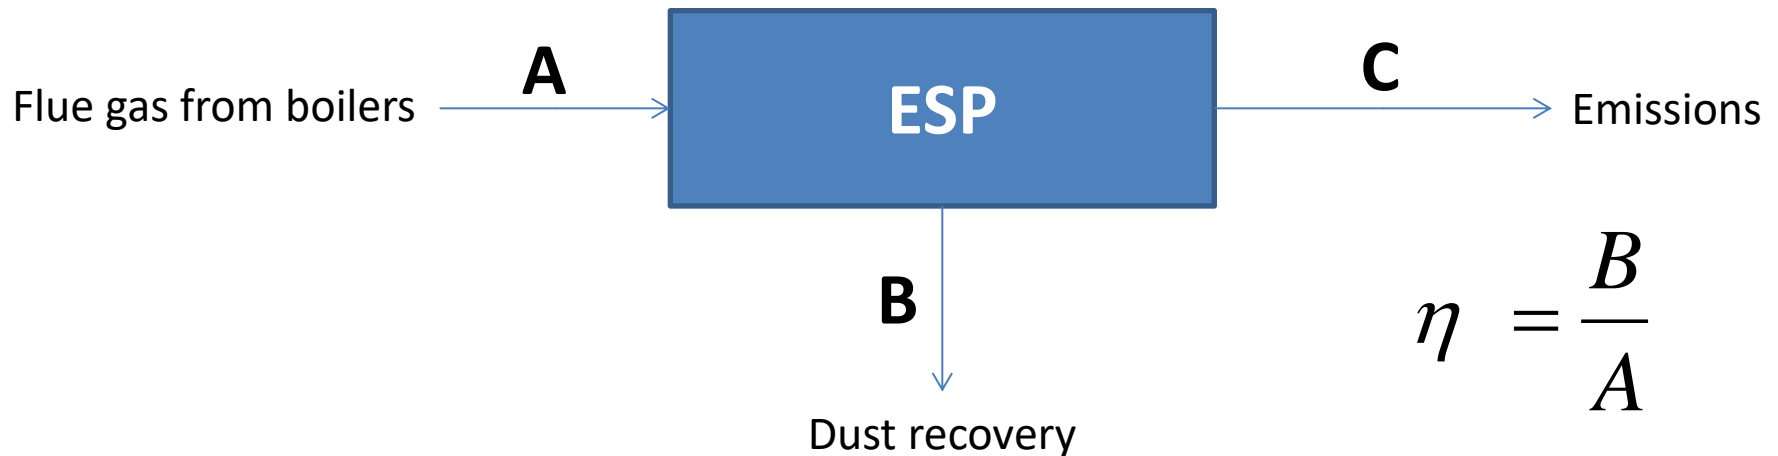 A
C
Flue gas from boilers
ESP
Emissions
B
η = B/A
Dust recovery